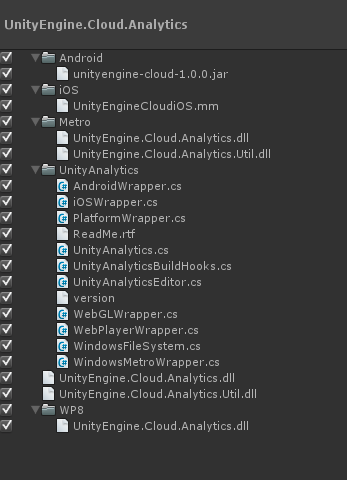 UnityEngine.Cloud.Analytics
Android
unityengine-cloud-1.0.0.jar
iOS
UnityEngineCloudiOS.mm
Metro
UnityEngine.Cloud.Analytics.dll
UnityEngine.Cloud.Analytics.Util.dll
UnityAnalytics
AndroidWrapper.cs
iOSWrapper.cs
PlatformWrapper.cs
ReadMe.rtf
UnityAnalytics.cs
UnityAnalyticsBuildHooks.cs
UnityAnalyticsEditor.cs
version
WebGLWrapper.cs
WebPlayerWrapper.cs
WindowsFileSystem.cs
WindowsMetroWrapper.cs
UnityEngine.Cloud.Analytics.dll
UnityEngine.Cloud.Analytics.Util.dll
WP8
UnityEngine.Cloud.Analytics.dll